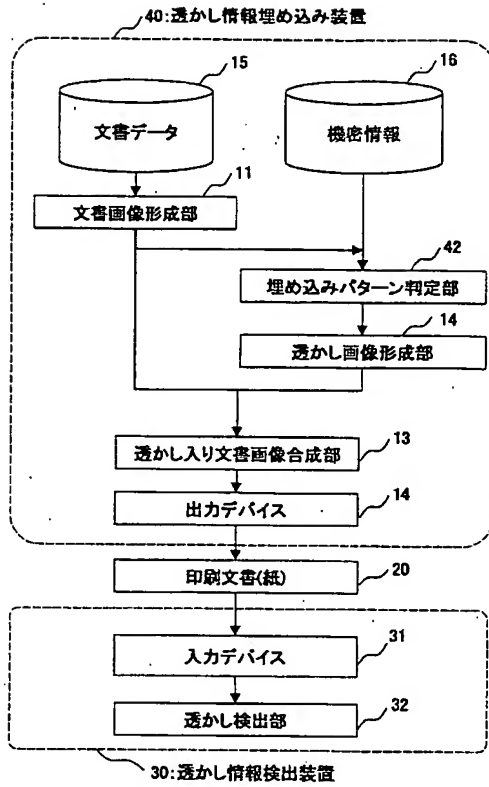 40:透かし情報埋め込み装置
15
16
文書データ
機密情報
11
文書画像形成部
42
埋め込みパターン判定部
14
透かし画像形成部
13
透かし入り文書画像合成部
14
出力デバイス
20
印刷文書(紙)
31
入力デバイス
32
透かし検出部
30:透かし情報検出装置